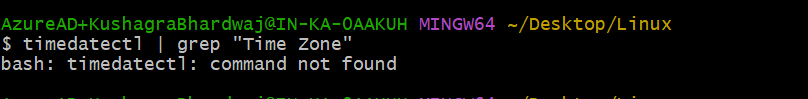 AzureAD+KushagraBhardwaj@IN-KA-OAAKUH MINGW64 ~/Desktop/Linux
$ timedatectl | grep "Time Zone"
bash: timedatectl: command not found